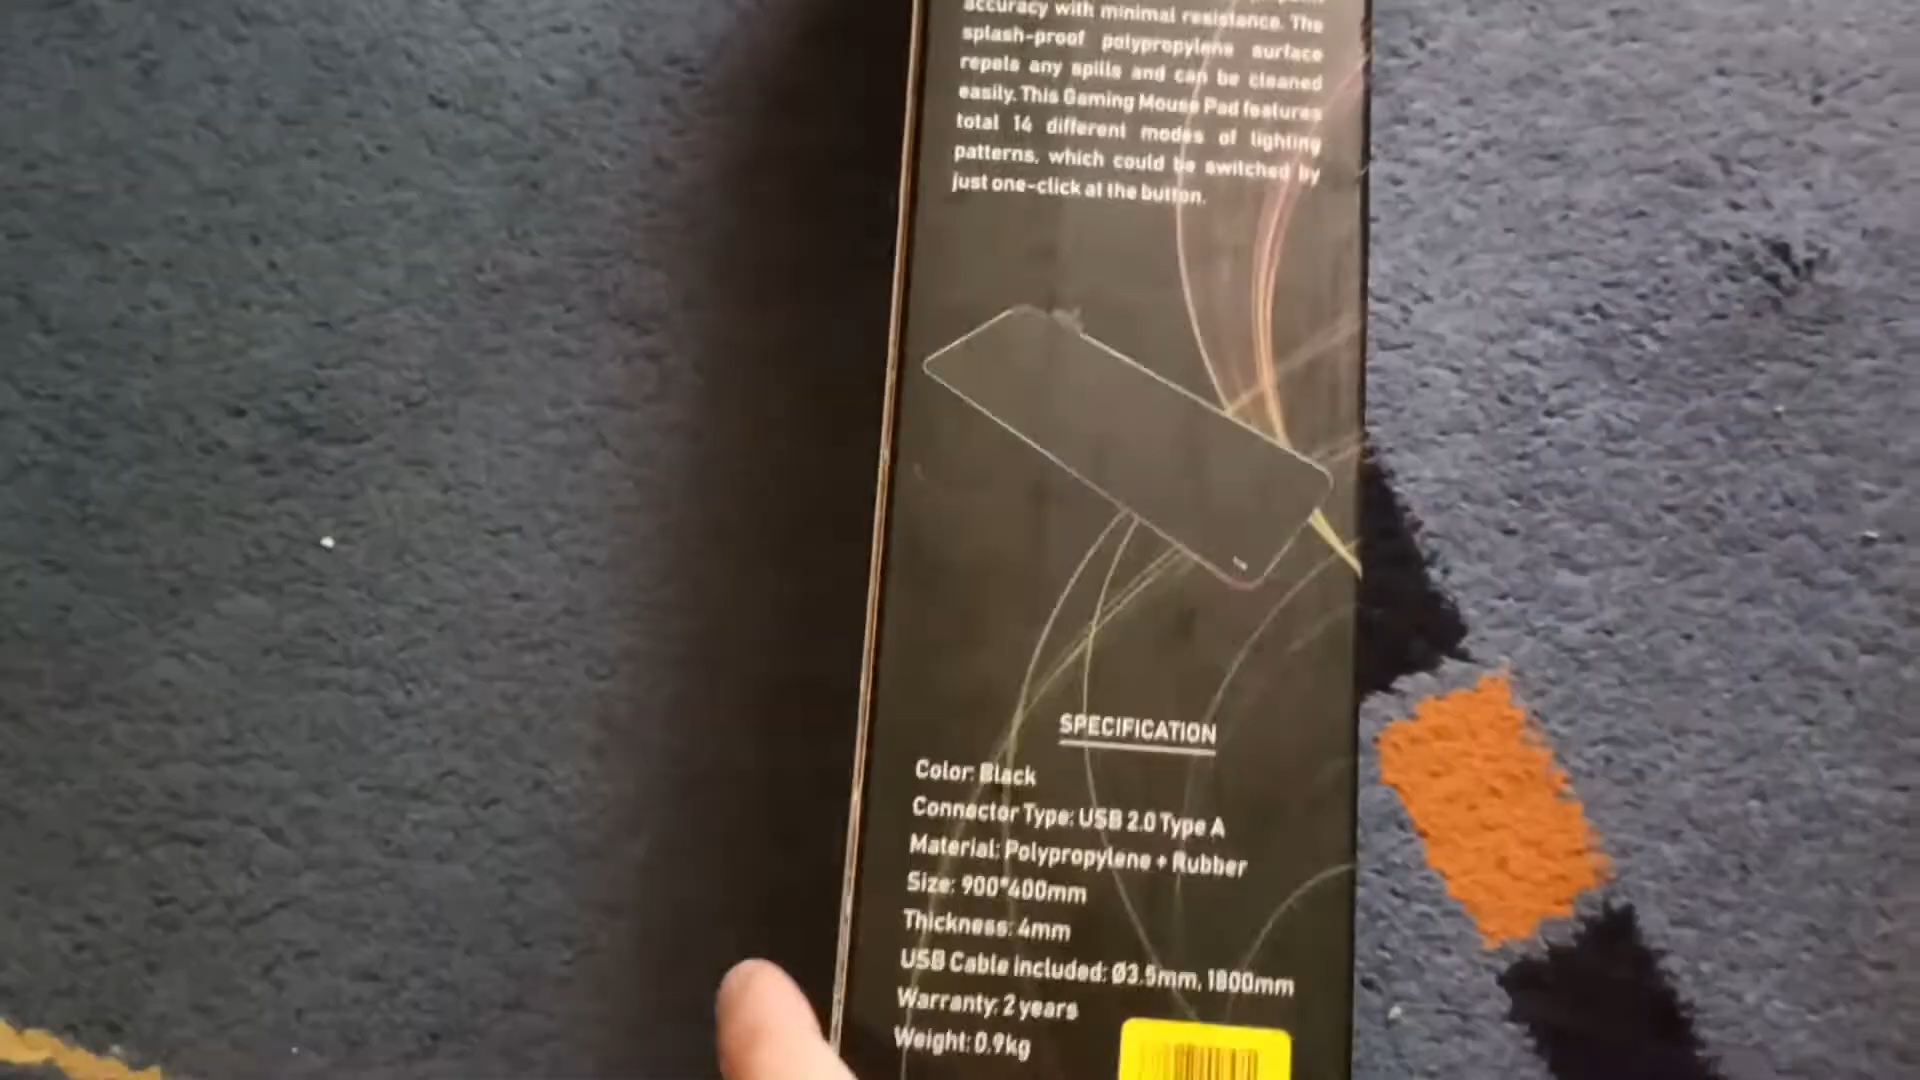 accuracy with minimal resistance. The
splash-proof polypropylene surface
repels any spills and can be cleaned
easily. This Gaming Mouse Pad features
total 14 different modes of lighting
patterns, which could be switched by
just one-click at the button.
SPECIFICATION
Color: Black
Connector Type: USB 2.0 Type A
Material: Polypropylene + Rubber
Size: 900*400mm
Thickness: 4mm
USB Cable included: Ø3.5mm, 1800mm
Warranty: 2 years
Weight: 0.9kg